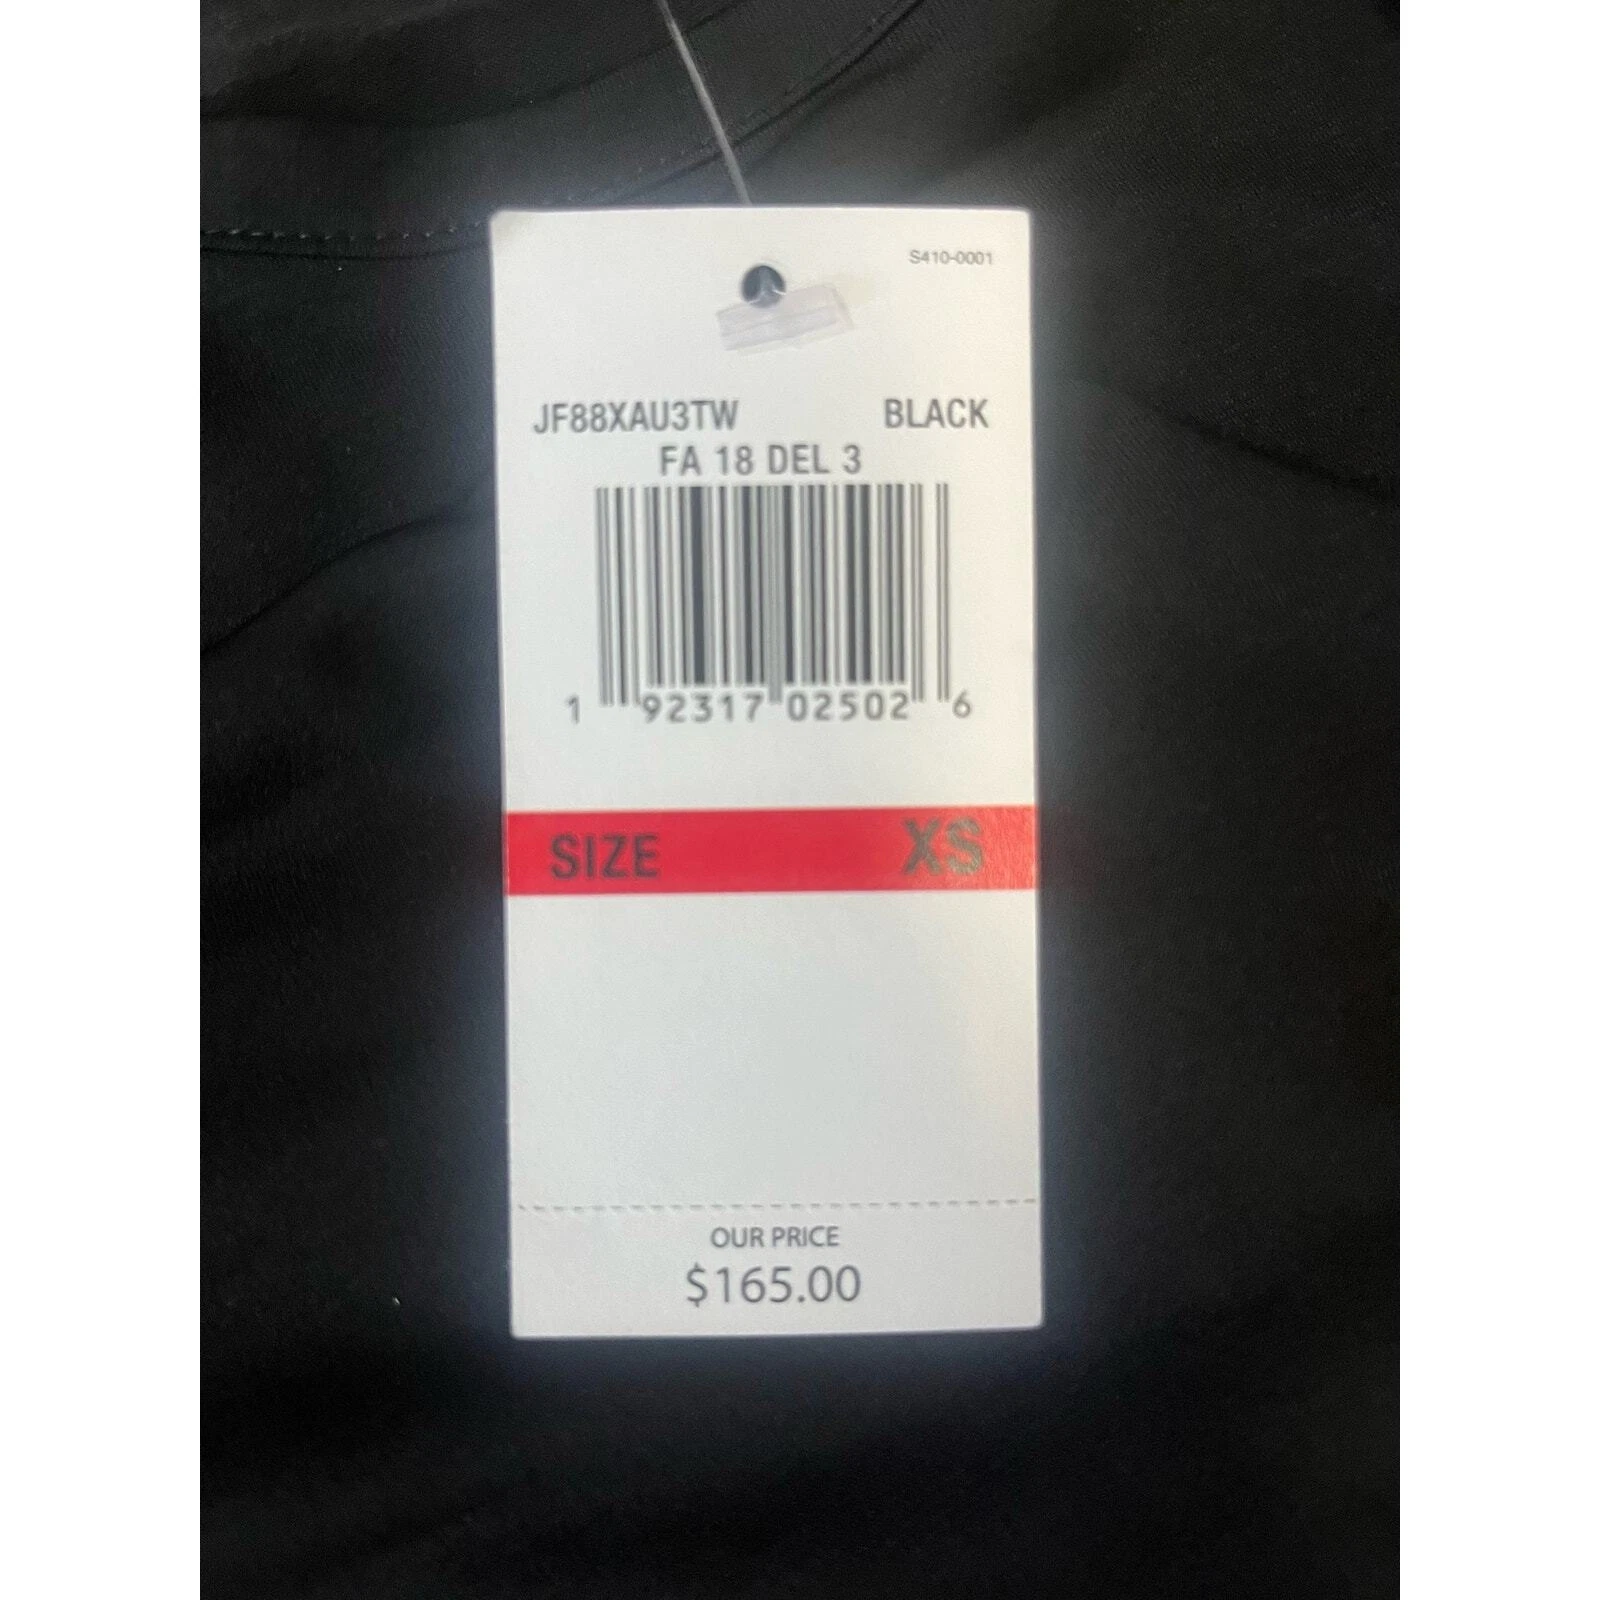 S410-0001
JF88XAU3TW BLACK
FA 18 DEL 3
1 92317 02502 6
SIZE XS
OUR PRICE
$165.00